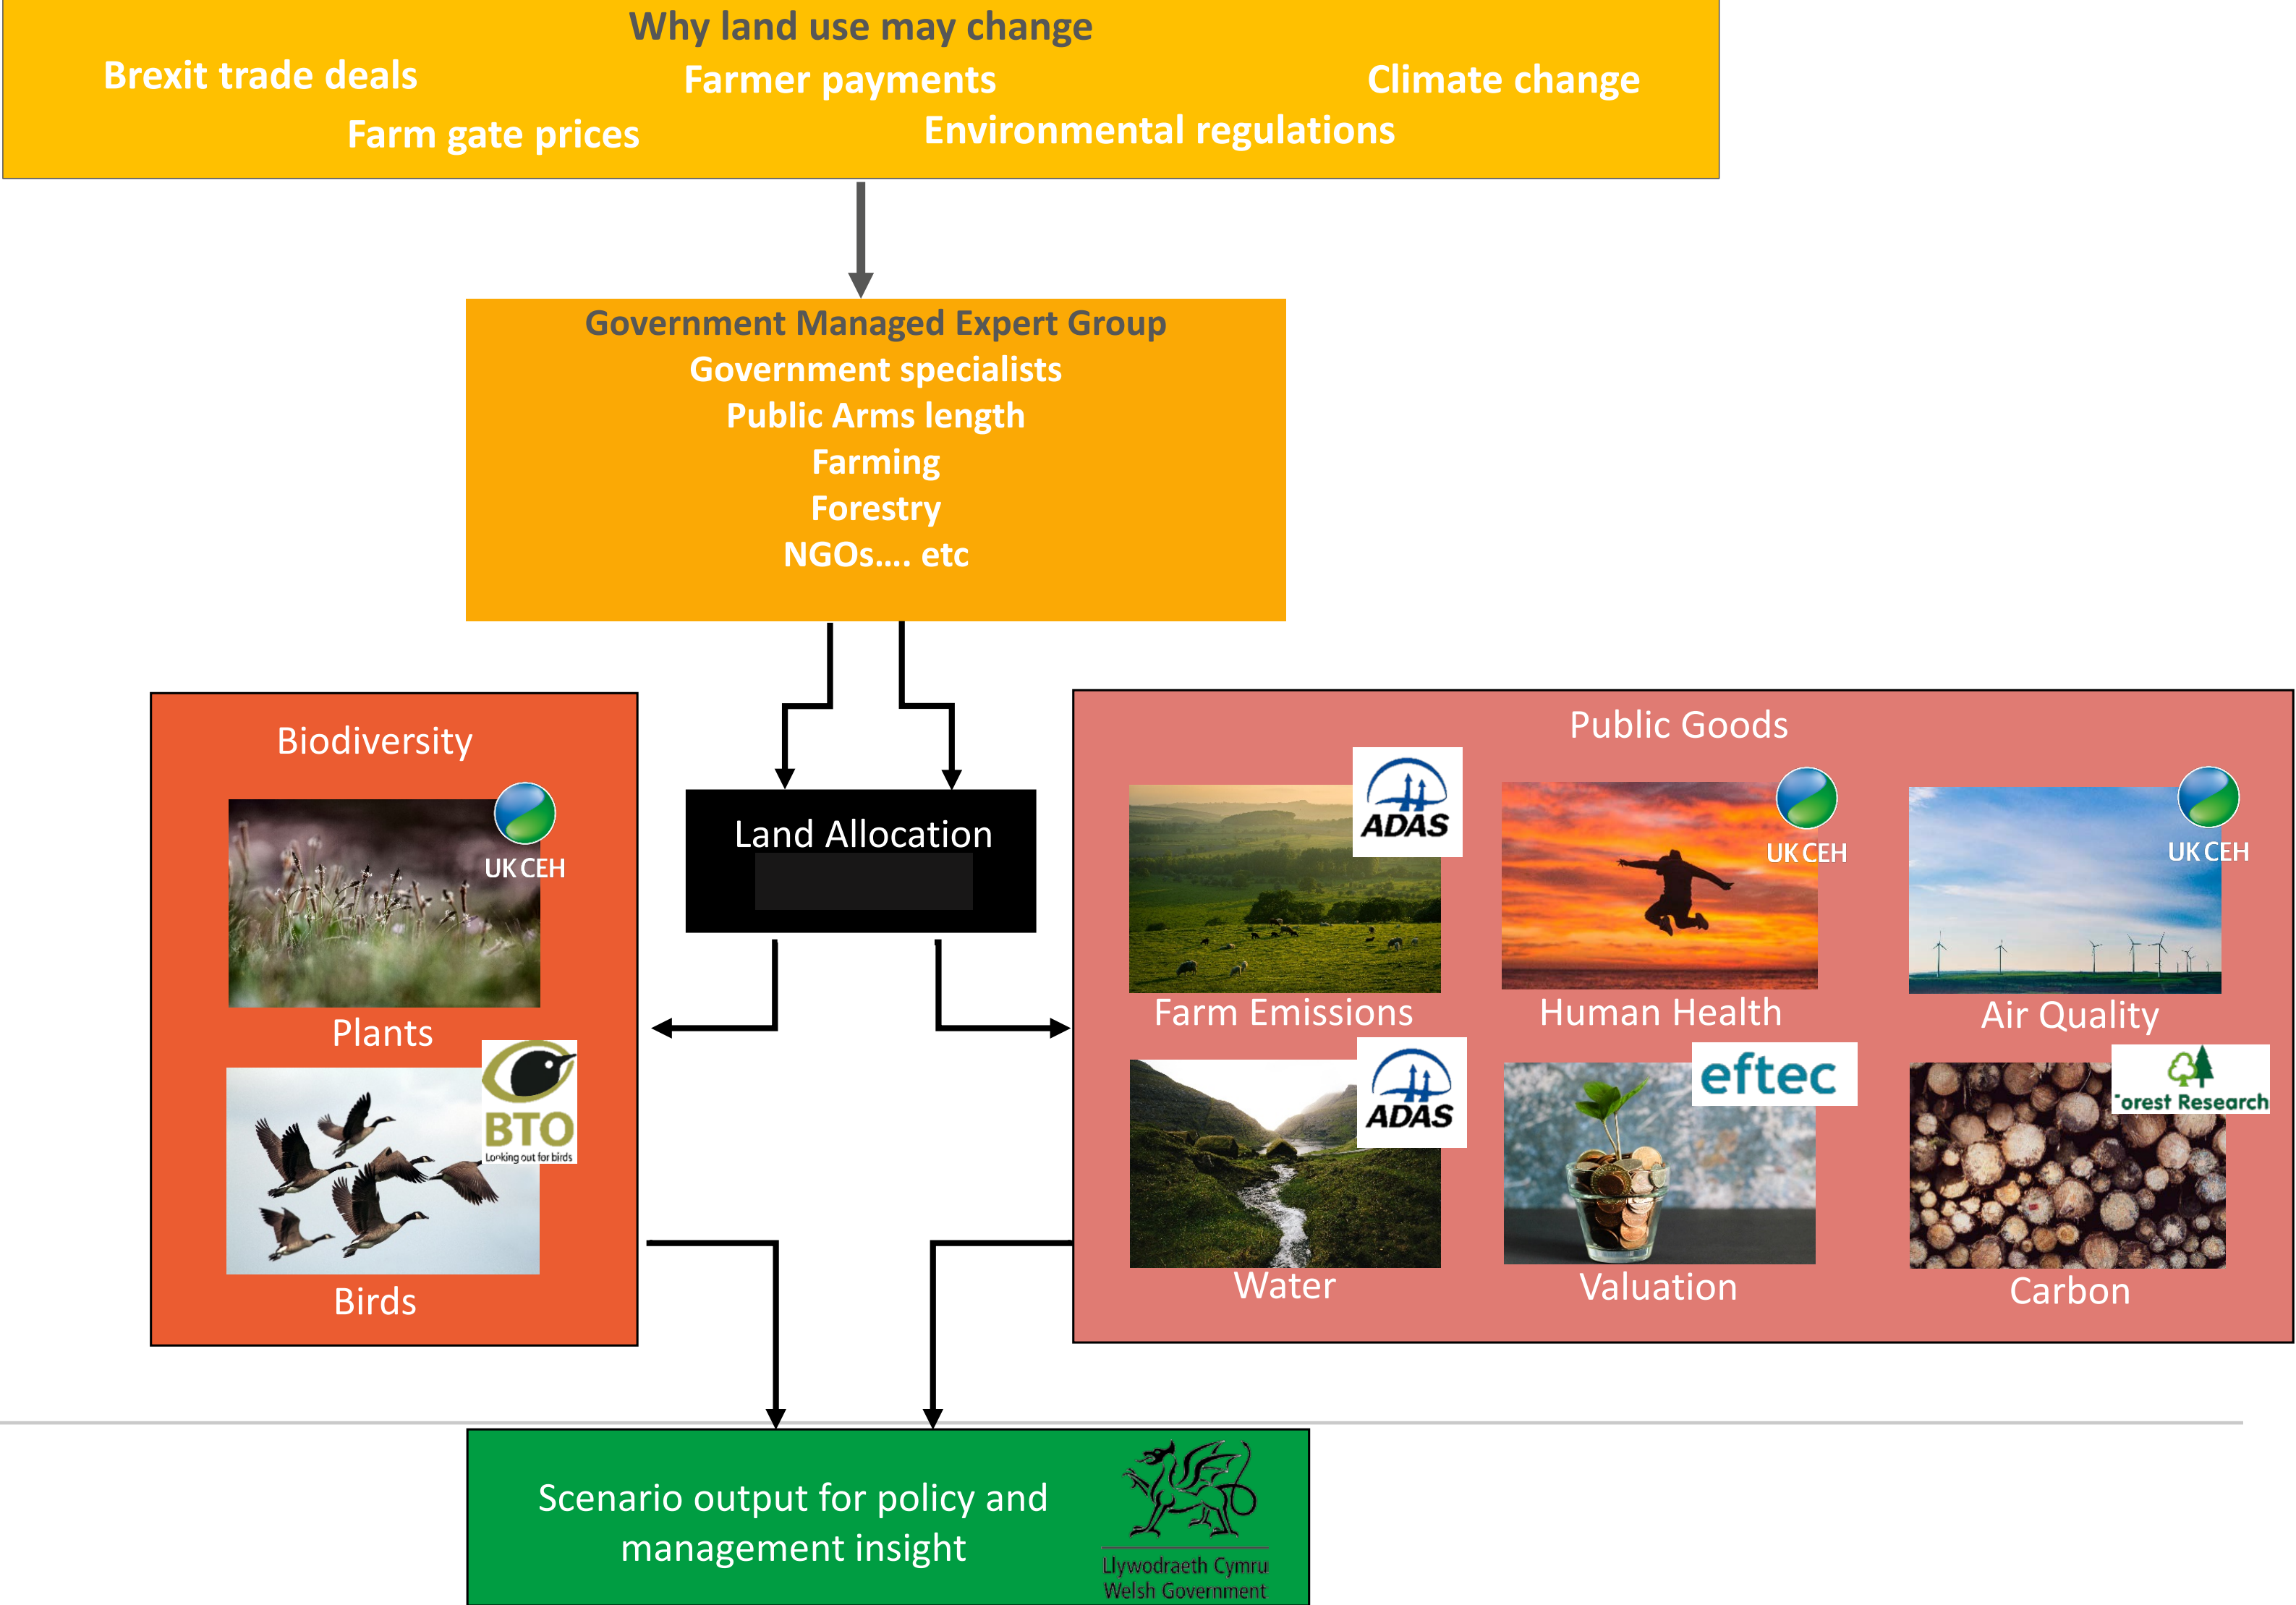 Why land use may change
Brexit trade deals
Farmer payments
Climate change
Farm gate prices
Environmental regulations
Government Managed Expert Group
Government specialists
Public Arms length
Farming
Forestry
NGOs.... etc
Biodiversity
UK CEH
Plants
BTO
Looking out for birds
Birds
Land Allocation
Public Goods
ADAS
Farm Emissions
UK CEH
Human Health
UK CEH
Air Quality
ADAS
Water
eftec
Valuation
orest Research
Carbon
Scenario output for policy and
management insight
Llywodraeth Cymru
Welsh Government